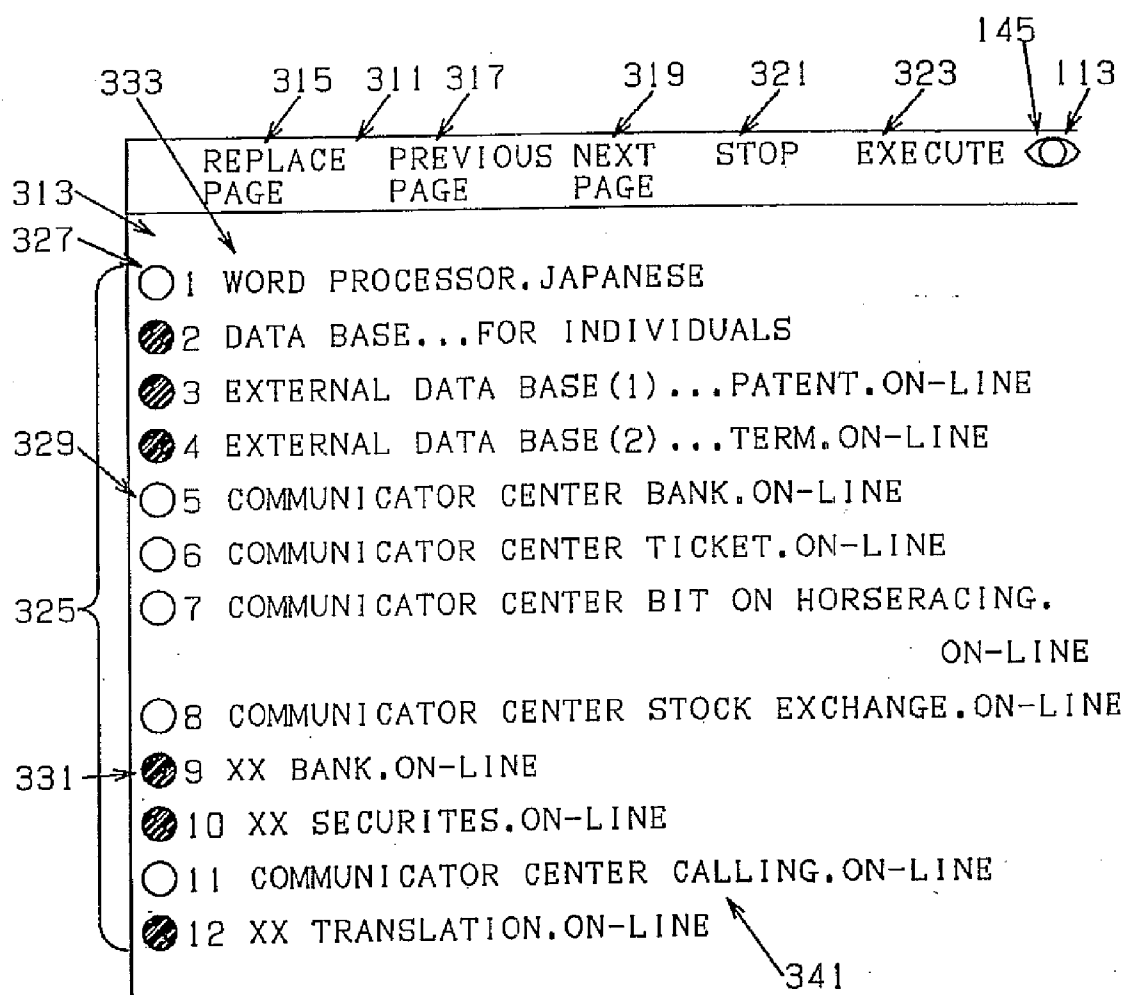 145
333 315 311 317 319 321 323 113
REPLACE PREVIOUS NEXT STOP EXECUTE
PAGE PAGE PAGE
313
327
1 WORD PROCESSOR.JAPANESE
2 DATA BASE...FOR INDIVIDUALS
3 EXTERNAL DATA BASE(1)...PATENT.ON-LINE
329 4 EXTERNAL DATA BASE(2)...TERM.ON-LINE
5 COMMUNICATOR CENTER BANK.ON-LINE
6 COMMUNICATOR CENTER TICKET.ON-LINE
325 7 COMMUNICATOR CENTER BIT ON HORSERACING.
ON-LINE
8 COMMUNICATOR CENTER STOCK EXCHANGE.ON-LINE
331 9 XX BANK.ON-LINE
10 XX SECURITES.ON-LINE
11 COMMUNICATOR CENTER CALLING.ON-LINE
12 XX TRANSLATION.ON-LINE
341